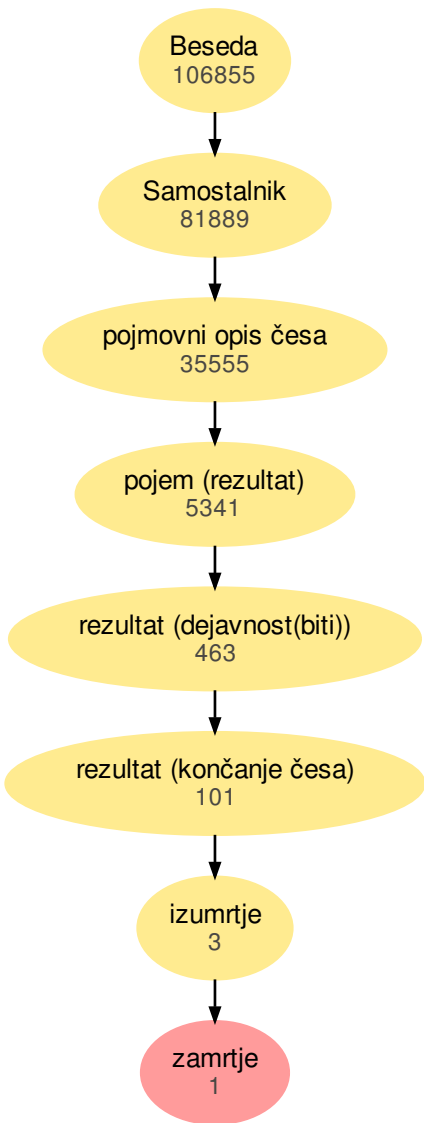 Beseda
106855
Samostalnik
81889
pojmovni opis česa
35555
pojem (rezultat)
5341
rezultat (dejavnost(biti))
463
rezultat (končanje česa)
101
izumrtje
3
zamrtje
1